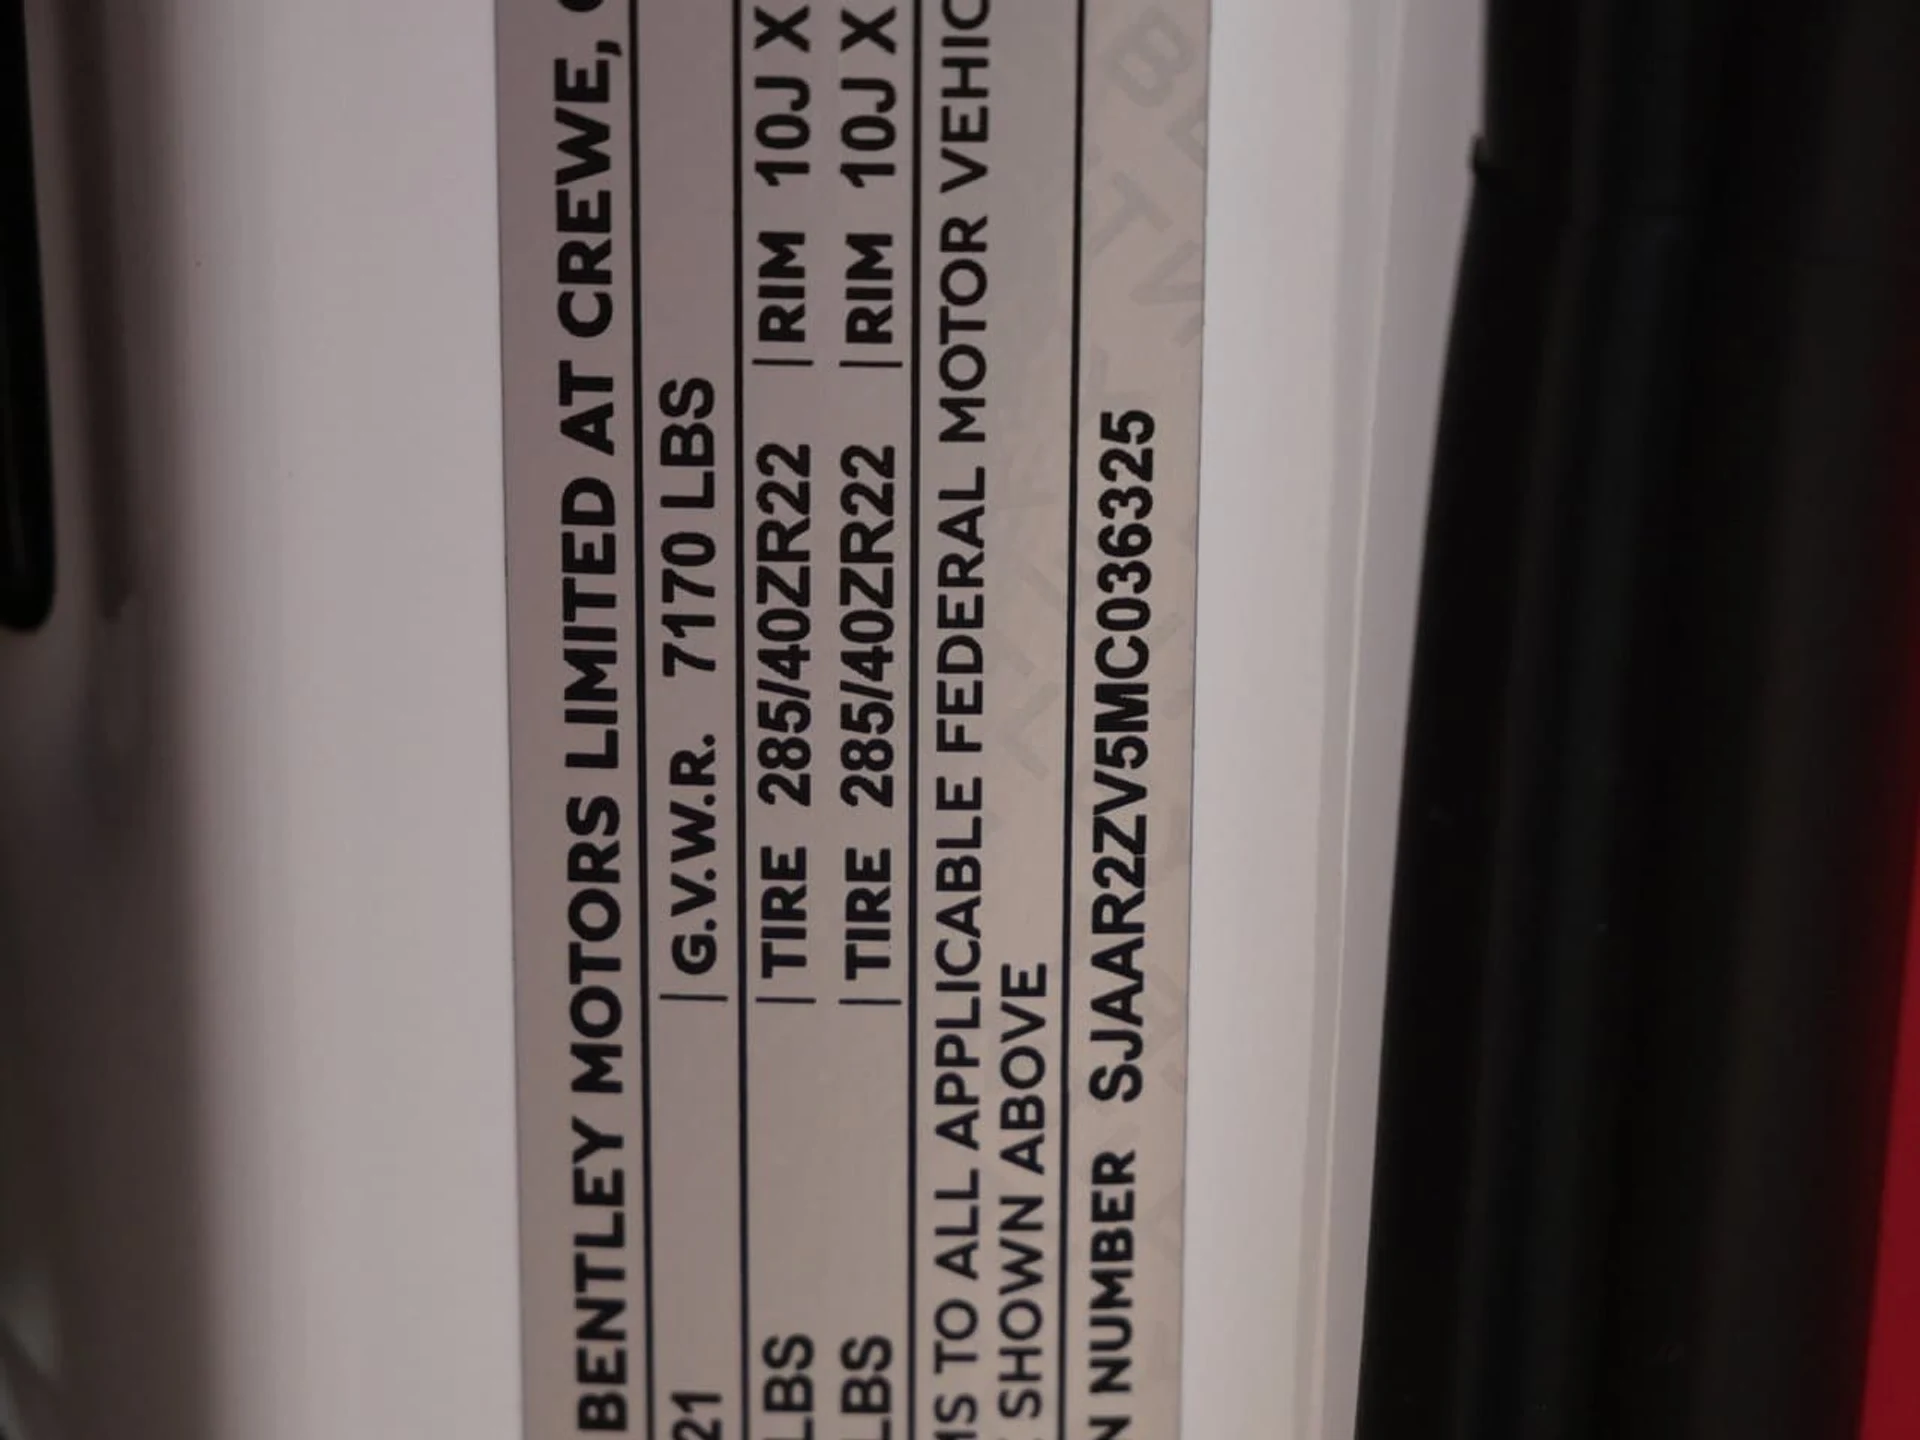 BENTLEY MOTORS LIMITED AT CREWE,
21 | G.V.W.R. 7170 LBS
LBS | TIRE 285/40ZR22 | RIM 10J X
LBS | TIRE 285/40ZR22 | RIM 10J X
MS TO ALL APPLICABLE FEDERAL MOTOR VEHIC
SHOWN ABOVE
N NUMBER SJAAR2ZV5MC036325